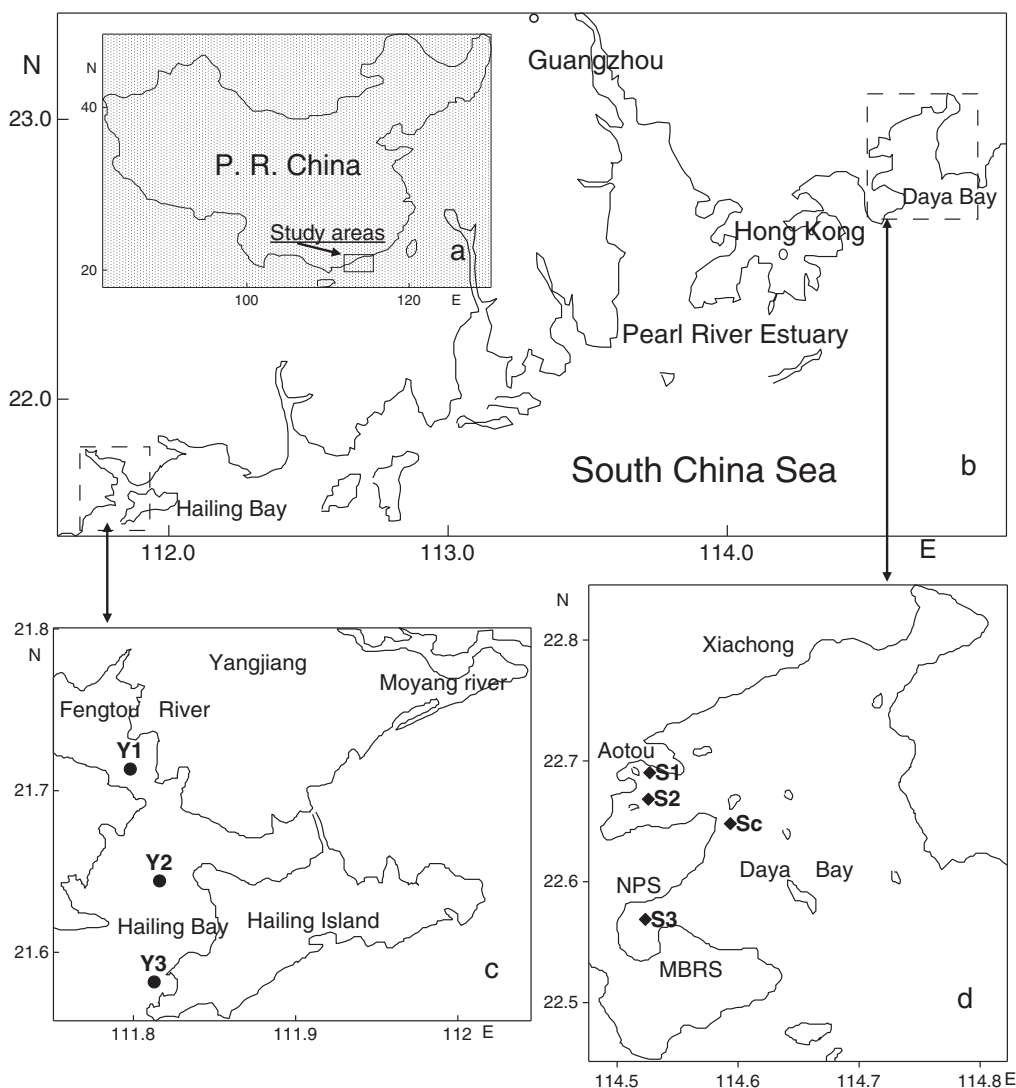 N
23.0
22.0
Guangzhou
Daya Bay
Hong Kong
Pearl River Estuary
South China Sea
b
Hailing Bay
112.0
113.0
114.0
E
N
40
20
P. R. China
Study areas
a
100
120
E
21.8
N
Yangjiang
Moyang river
Fengtou River
Y1
21.7
Y2
Hailing Bay
Hailing Island
21.6
Y3
c
111.8
111.9
112
E
N
22.8
Xiachong
22.7
Aotou
S1
S2
Sc
Daya Bay
22.6
NPS
S3
MBRS
22.5
d
114.5
114.6
114.7
114.8 E